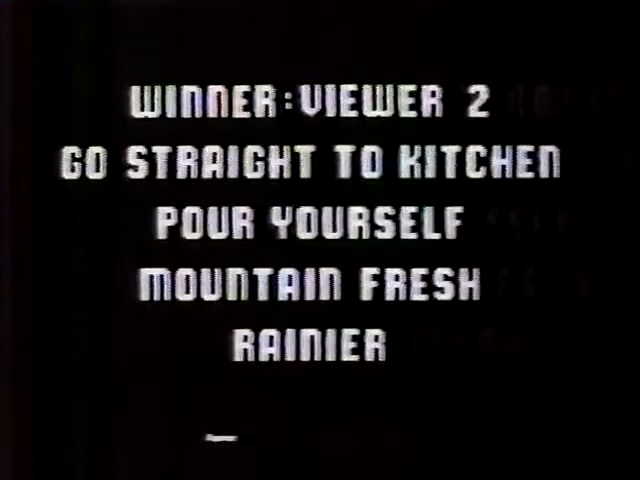 WINNER:VIEWER 2
GO STRAIGHT TO KITCHEN
POUR YOURSELF
MOUNTAIN FRESH
RAINIER